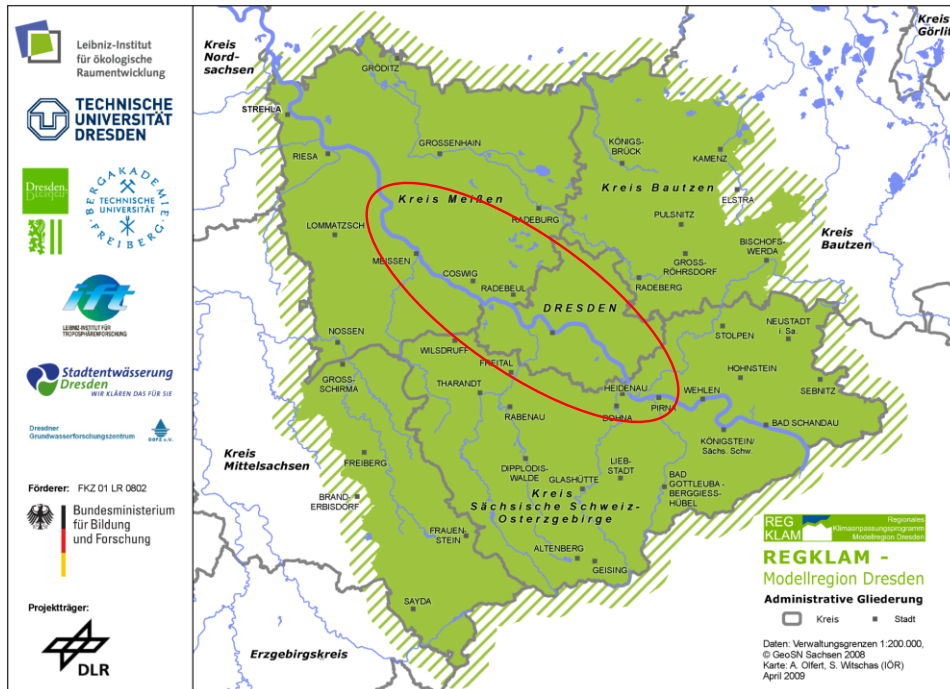 Leibniz-Institut
für ökologische
Raumentwicklung
TECHNISCHE
UNIVERSITÄT
DRESDEN
Dresden.
BERGAKADEMIE
TECHNISCHE
UNIVERSITÄT
FREIBERG
ift
LEIBNIZ-INSTITUT FÜR
TROPOSPHÄRENFORSCHUNG
Stadtentwässerung
Dresden
WIR KLÄREN DAS FÜR SIE
Dresdner
Grundwasserforschungszentrum
DGFZ e.V.
Förderer: FKZ 01 LR 0802
Bundesministerium
für Bildung
und Forschung
Projektträger:
DLR
Kreis
Nord-
sachsen
Kreis
Görlitz
GRÖDITZ
STREHLA
RIESA
GROSSENHAIN
KÖNIGS-
BRÜCK
KAMENZ
Kreis Meißen
Kreis Bautzen
ELSTRA
RADEBURG
PULSNITZ
LOMMATZSCH
Kreis
Bautzen
MEISSEN
BISCHOFS-
WERDA
GROSS-
RÖHRSDORF
COSWIG
RADEBEUL
RADEBERG
DRESDEN
NOSSEN
WILSDRUFF
STOLPEN
NEUSTADT
i. Sa.
FREITAL
GROSS-
SCHIRMA
THARANDT
HOHNSTEIN
SEBNITZ
HEIDENAU
WEHLEN
RABENAU
DOHNA
PIRNA
BAD SCHANDAU
KÖNIGSTEIN/
Sächs. Schw.
Kreis
Mittelsachsen
FREIBERG
DIPPLODIS-
WALDE
LIEB-
STADT
GLASHÜTTE
BAD
GOTTLEUBA -
BERGGIESS-
HÜBEL
BRAND-
ERBISDORF
Kreis
Sächsische Schweiz-
Osterzgebirge
FRAUEN-
STEIN
ALTENBERG
GEISING
SAYDA
Erzgebirgskreis
REG
KLAM
Regionales
Klimaanpassungsprogramm
Modellregion Dresden
REGKLAM -
Modellregion Dresden
Administrative Gliederung
Kreis
Stadt
Daten: Verwaltungsgrenzen 1:200.000,
© GeoSN Sachsen 2008
Karte: A. Olfert, S. Witschas (IÖR)
April 2009